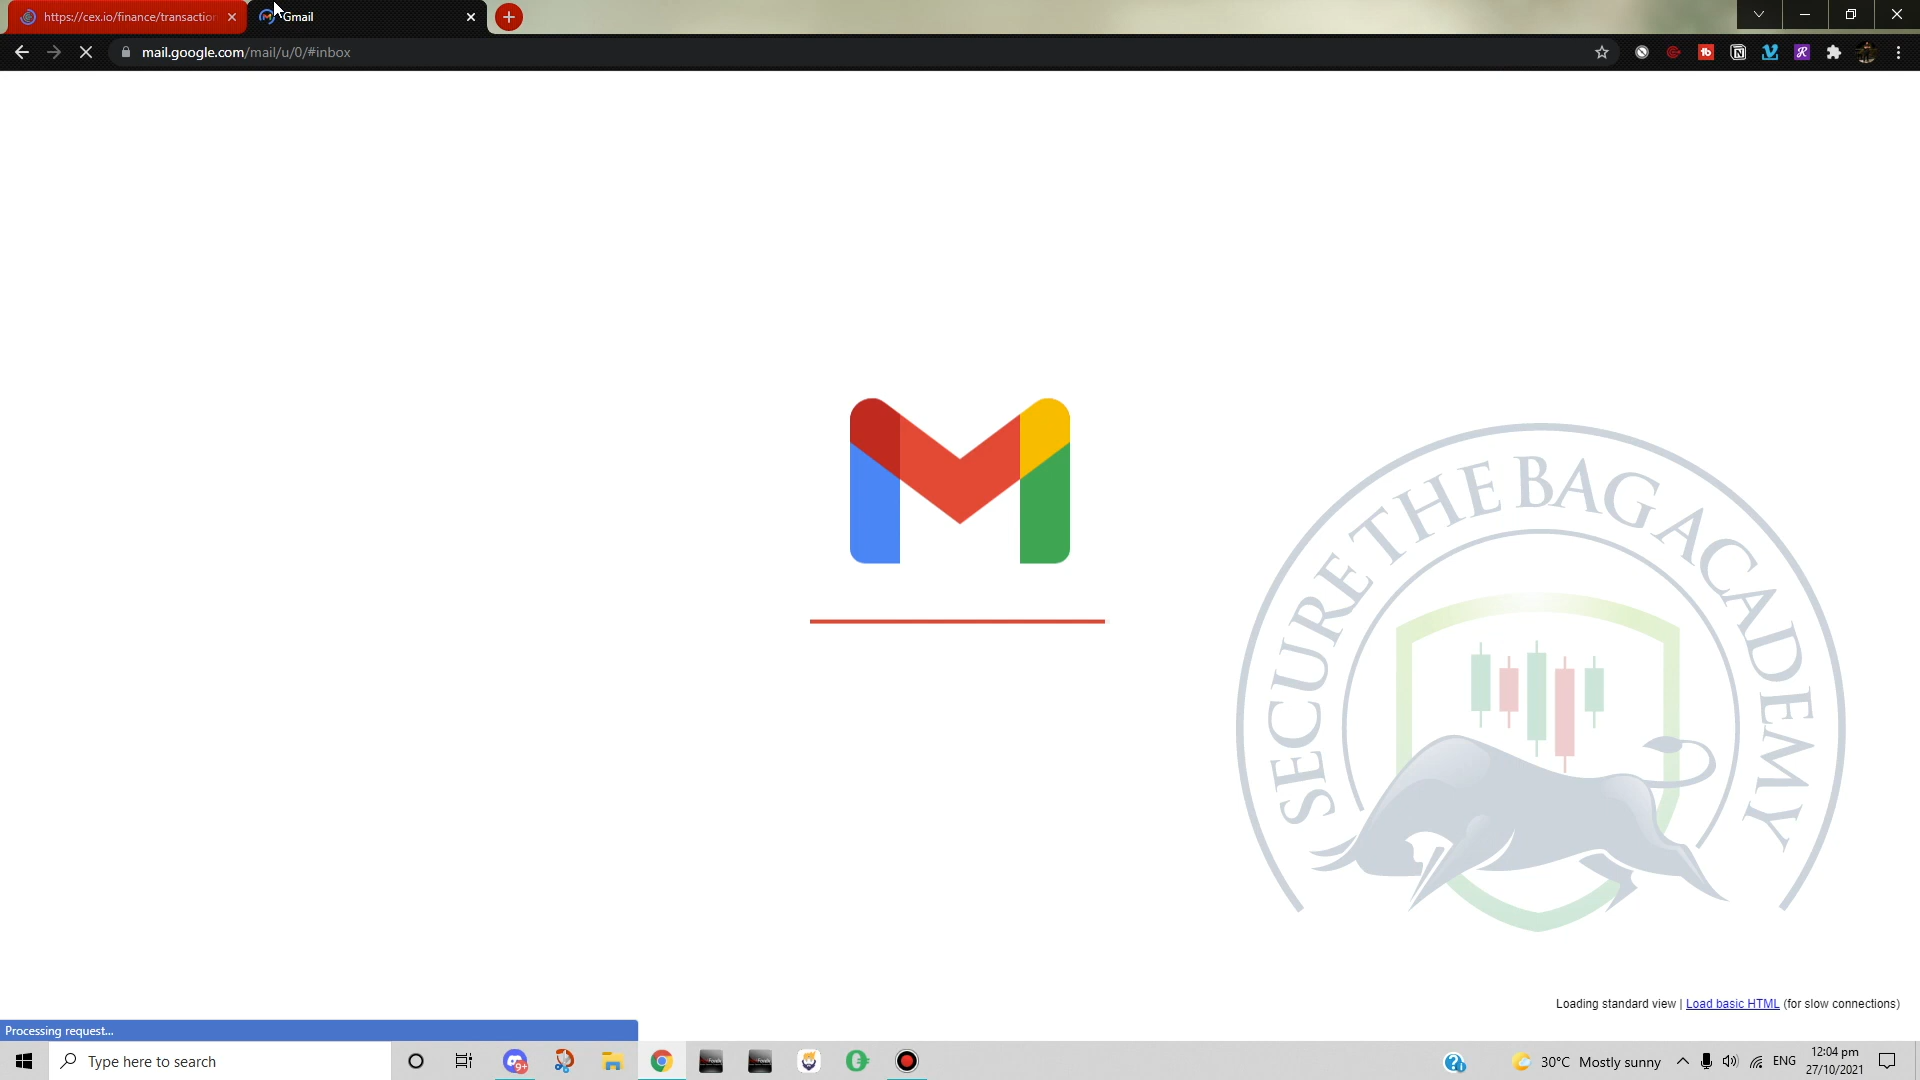 https://cex.io/finance/transaction
Gmail
mail.google.com/mail/u/0/#inbox
SECURE THE BAG ACADEMY
Loading standard view | Load basic HTML (for slow connections)
Processing request...
Type here to search
9+
30°C Mostly sunny
ENG
12:04 pm
27/10/2021